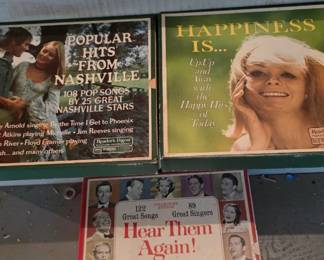 POPULAR
HITS
FROM
NASHVILLE
108 POP SONGS
BY 25 GREAT
NASHVILLE STARS
Arnold singing By the Time I Get to Phoenix
Atkins playing Michelle • Jim Reeves singing
River • Floyd Cramer playing
and many others
Reader's Digest
HAPPINESS
IS...
Up, Up
and Away
with
the Happy Hits
of
Today
Reader's Digest
122
Great Songs
89
Great Singers
Hear Them
Again!